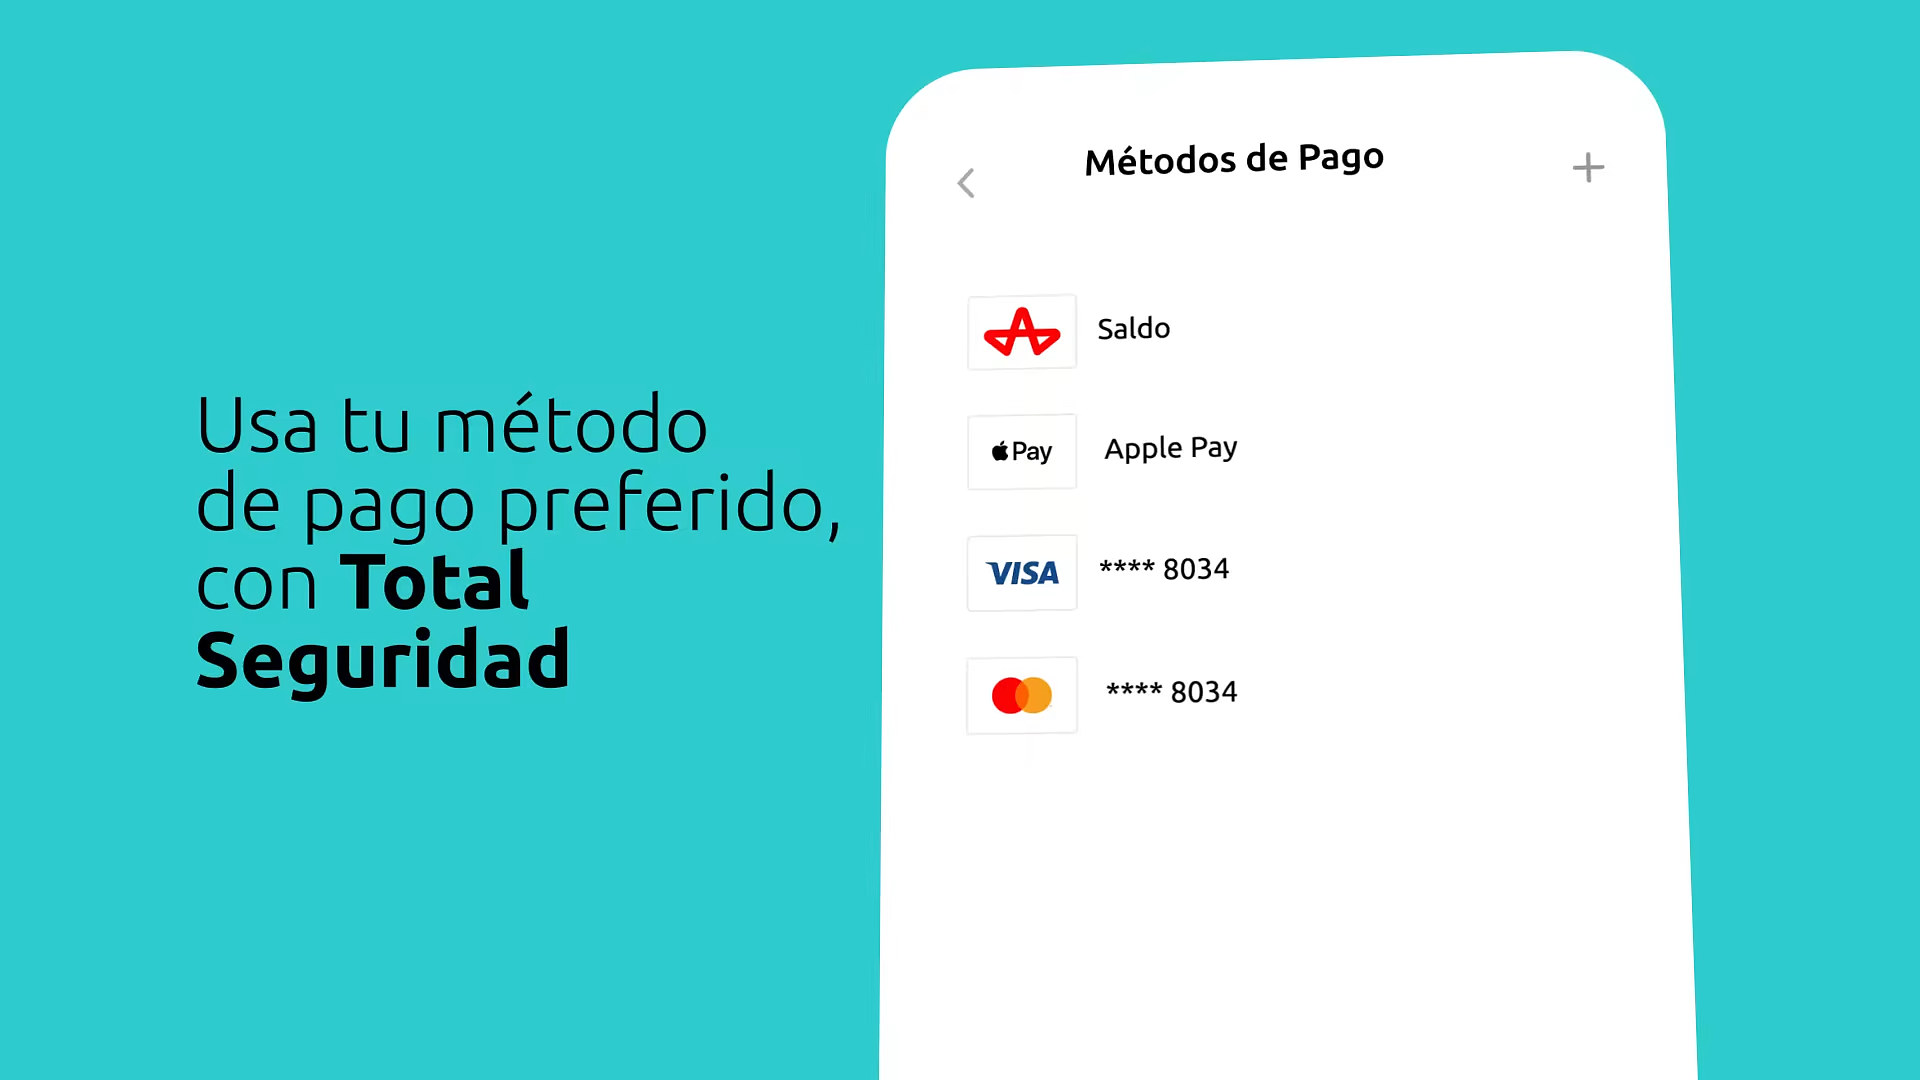 Usa tu método
de pago preferido,
con Total
Seguridad
Métodos de Pago
Saldo
Pay
Apple Pay
VISA
**** 8034
**** 8034